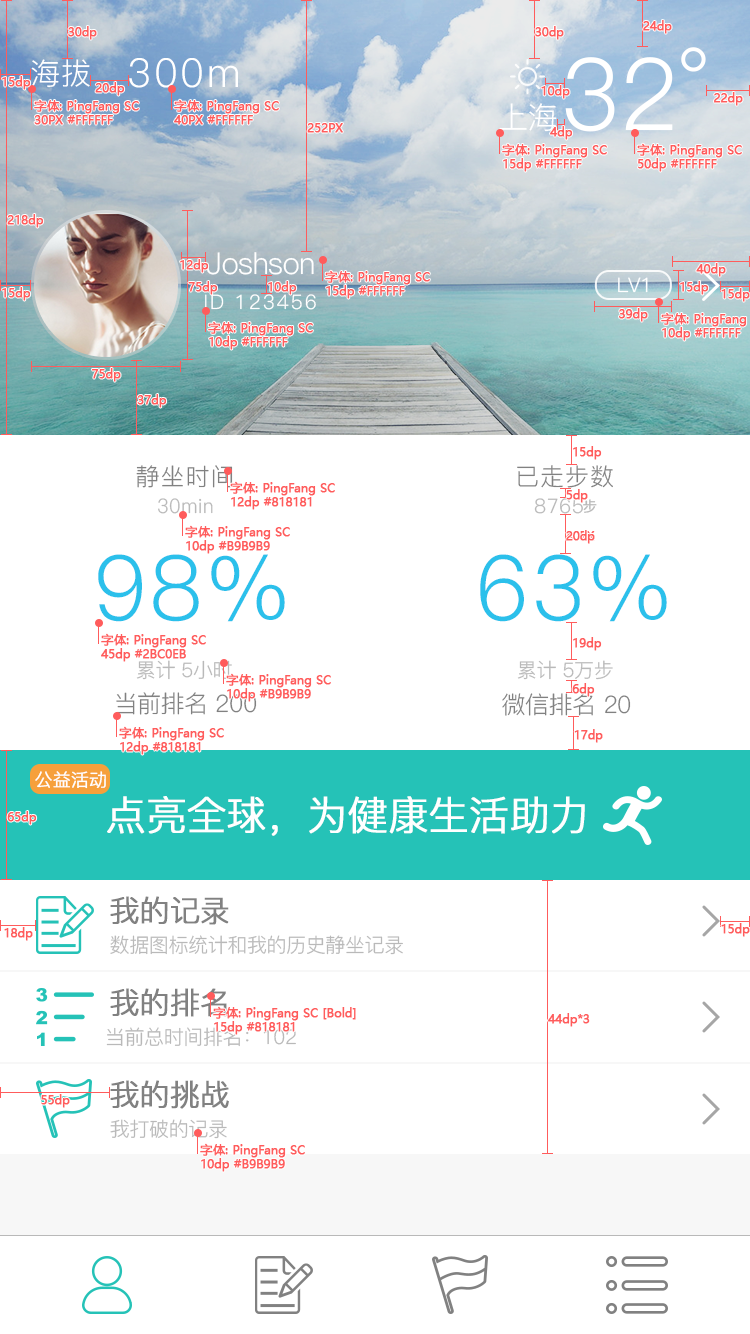 30dp
30dp
24dp
海拔
300m
32°
15dp
20dp
10dp
22dp
字体: PingFang SC
30PX #FFFFFF
字体: PingFang SC
40PX #FFFFFF
上海
4dp
252PX
字体: PingFang SC
15dp #FFFFFF
字体: PingFang SC
50dp #FFFFFF
218dp
12dp
Joshson
字体: PingFang SC
15dp #FFFFFF
40dp
15dp
75dp
10dp
LV1
15dp
15dp
ID 123456
39dp
字体: PingFang SC
10dp #FFFFFF
字体: PingFang
10dp #FFFFFF
75dp
37dp
15dp
静坐时间
已走步数
字体: PingFang SC
12dp #818181
5dp
30min
8765步
字体: PingFang SC
10dp #B9B9B9
20dp
98%
63%
字体: PingFang SC
45dp #2BC0EB
19dp
累计 5小时
累计 5万步
字体: PingFang SC
10dp #B9B9B9
6dp
当前排名 200
微信排名 20
字体: PingFang SC
12dp #818181
17dp
公益活动
65dp
点亮全球，为健康生活助力
我的记录
18dp
15dp
数据图标统计和我的历史静坐记录
3
2
1
我的排名
字体: PingFang SC [Bold]
15dp #818181
44dp*3
当前总时间排名：102
55dp
我的挑战
我打破的记录
字体: PingFang SC
10dp #B9B9B9